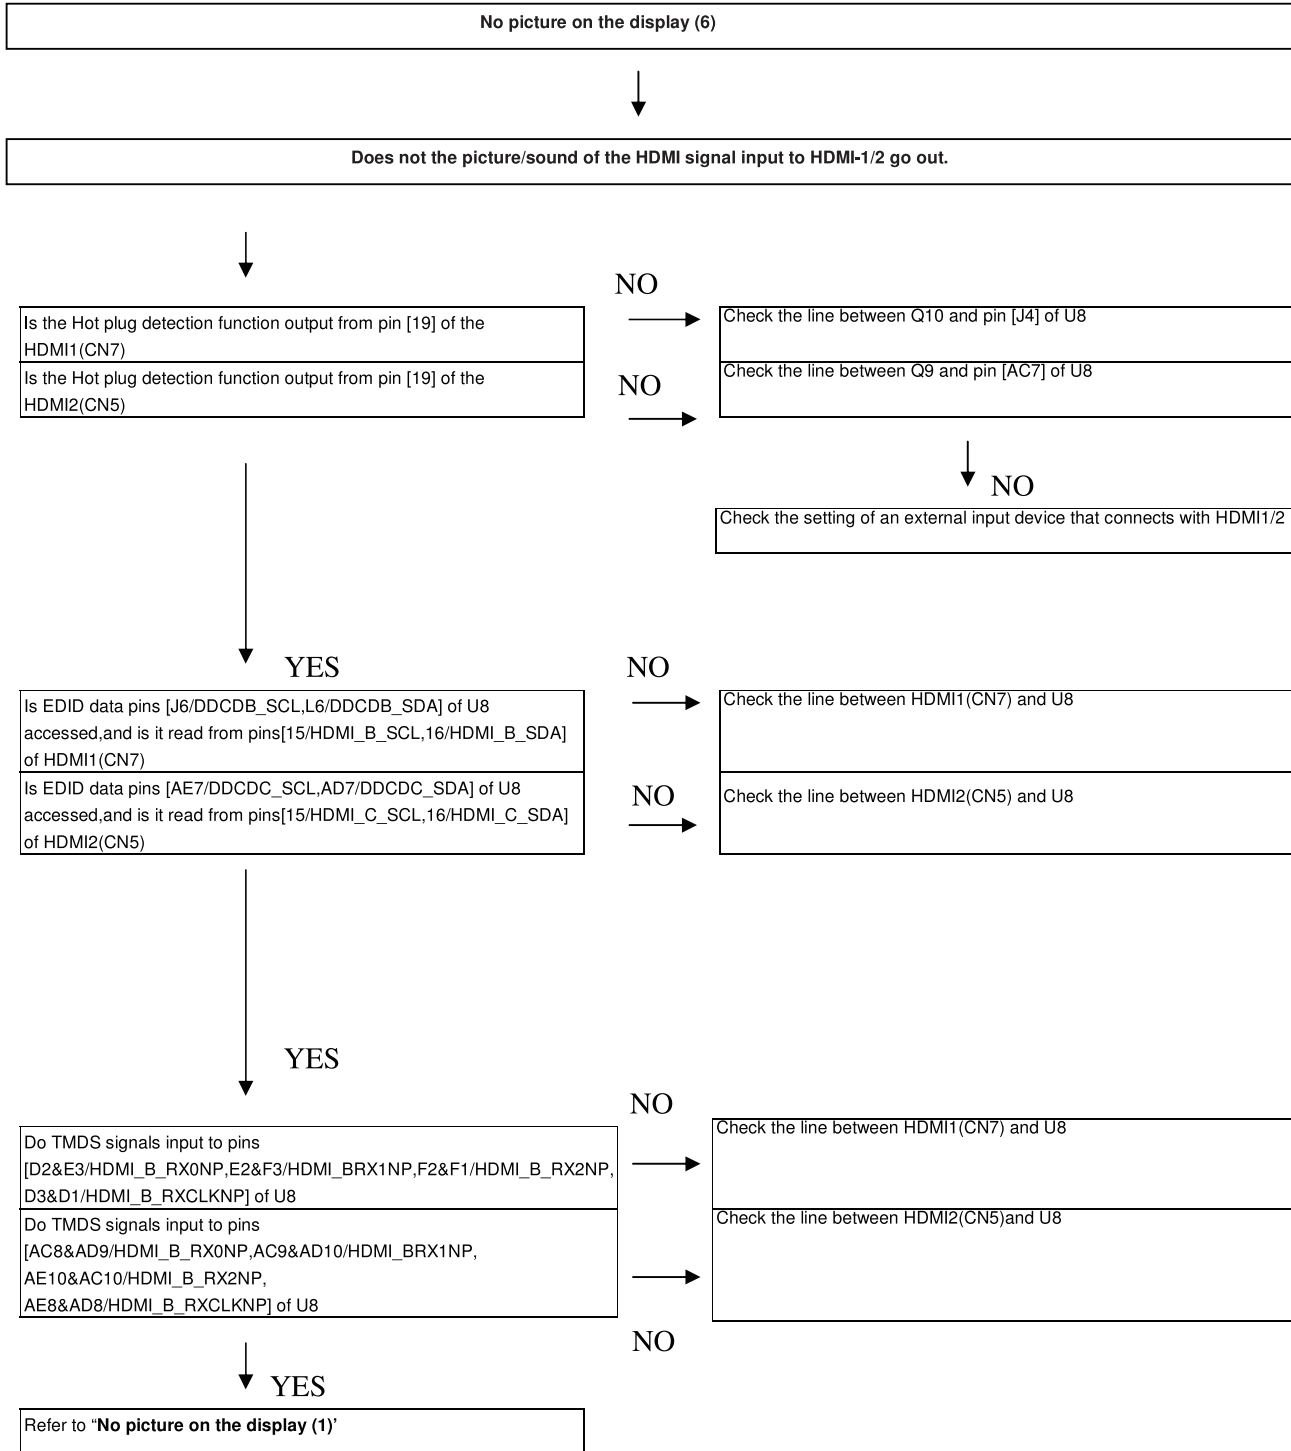 No picture on the display (6)
Does not the picture/sound of the HDMI signal input to HDMI-1/2 go out.
NO
Is the Hot plug detection function output from pin [19] of the
HDMI1(CN7)
Check the line between Q10 and pin [J4] of U8
Is the Hot plug detection function output from pin [19] of the
HDMI2(CN5)
NO
Check the line between Q9 and pin [AC7] of U8
NO
Check the setting of an external input device that connects with HDMI1/2
YES
NO
Is EDID data pins [J6/DDCDB_SCL,L6/DDCDB_SDA] of U8
accessed,and is it read from pins[15/HDMI_B_SCL,16/HDMI_B_SDA]
of HDMI1(CN7)
Check the line between HDMI1(CN7) and U8
Is EDID data pins [AE7/DDCDC_SCL,AD7/DDCDC_SDA] of U8
accessed,and is it read from pins[15/HDMI_C_SCL,16/HDMI_C_SDA]
of HDMI2(CN5)
NO
Check the line between HDMI2(CN5) and U8
YES
NO
Do TMDS signals input to pins
[D2&E3/HDMI_B_RX0NP,E2&F3/HDMI_BRX1NP,F2&F1/HDMI_B_RX2NP,
D3&D1/HDMI_B_RXCLKNP] of U8
Check the line between HDMI1(CN7) and U8
Do TMDS signals input to pins
[AC8&AD9/HDMI_B_RX0NP,AC9&AD10/HDMI_BRX1NP,
AE10&AC10/HDMI_B_RX2NP,
AE8&AD8/HDMI_B_RXCLKNP] of U8
Check the line between HDMI2(CN5)and U8
NO
YES
Refer to “No picture on the display (1)’